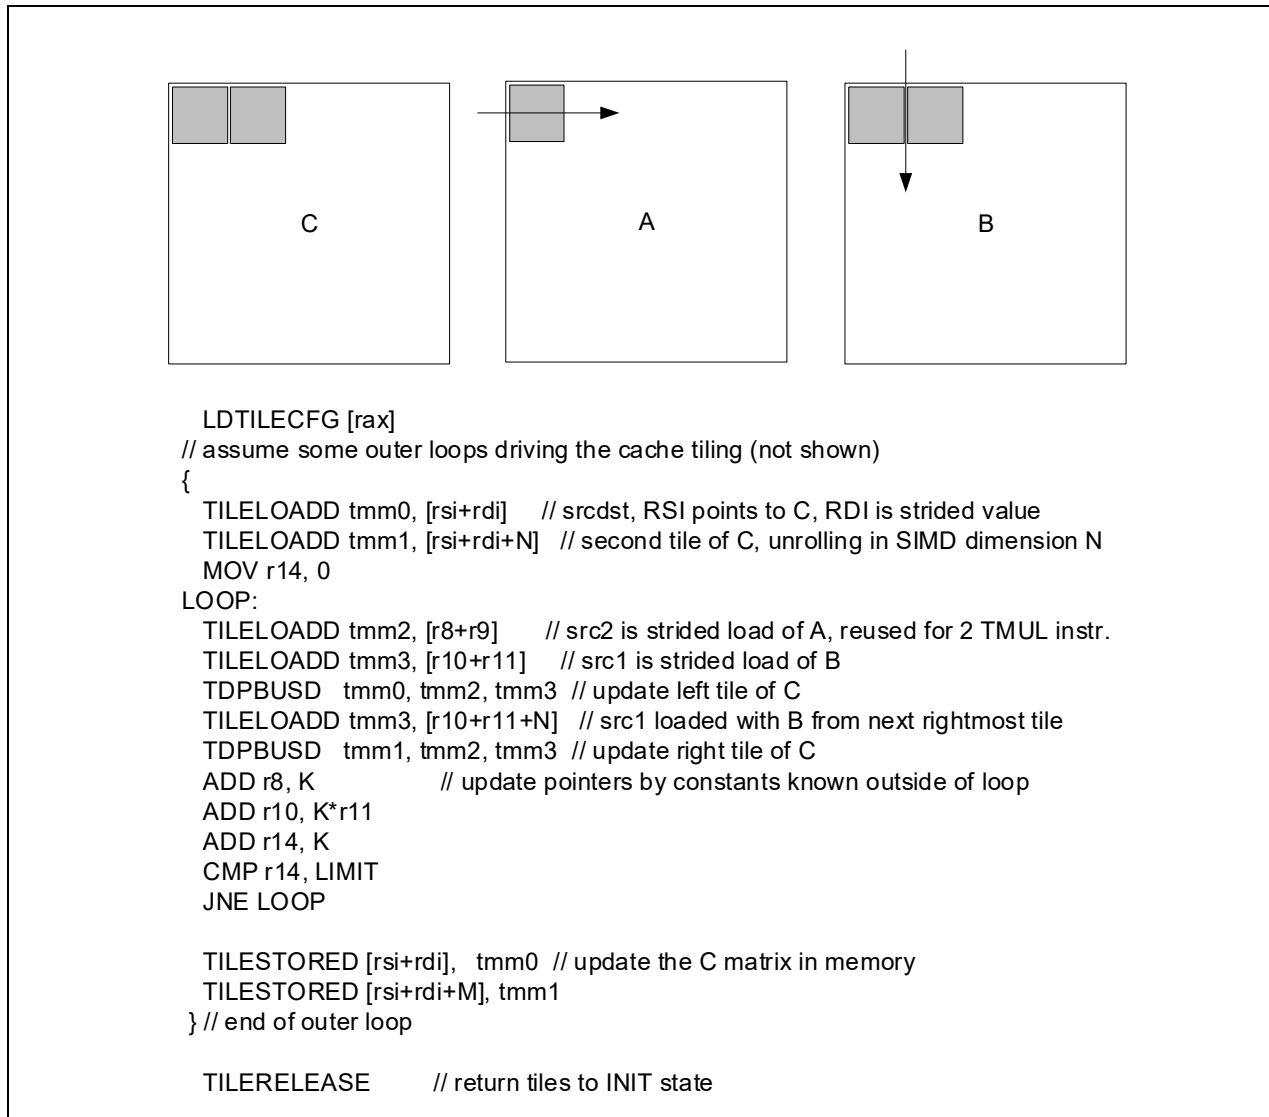 C
A
B
LDTILECFG [rax]
// assume some outer loops driving the cache tiling (not shown)
{
TILELOADD tmm0, [rsi+rdi] // srcdst, RSI points to C, RDI is strided value
TILELOADD tmm1, [rsi+rdi+N] // second tile of C, unrolling in SIMD dimension N
MOV r14, 0
LOOP:
TILELOADD tmm2, [r8+r9] // src2 is strided load of A, reused for 2 TMUL instr.
TILELOADD tmm3, [r10+r11] // src1 is strided load of B
TDPBUSD tmm0, tmm2, tmm3 // update left tile of C
TILELOADD tmm3, [r10+r11+N] // src1 loaded with B from next rightmost tile
TDPBUSD tmm1, tmm2, tmm3 // update right tile of C
ADD r8, K // update pointers by constants known outside of loop
ADD r10, K*r11
ADD r14, K
CMP r14, LIMIT
JNE LOOP
TILESTORED [rsi+rdi], tmm0 // update the C matrix in memory
TILESTORED [rsi+rdi+M], tmm1
} // end of outer loop
TILERELEASE // return tiles to INIT state